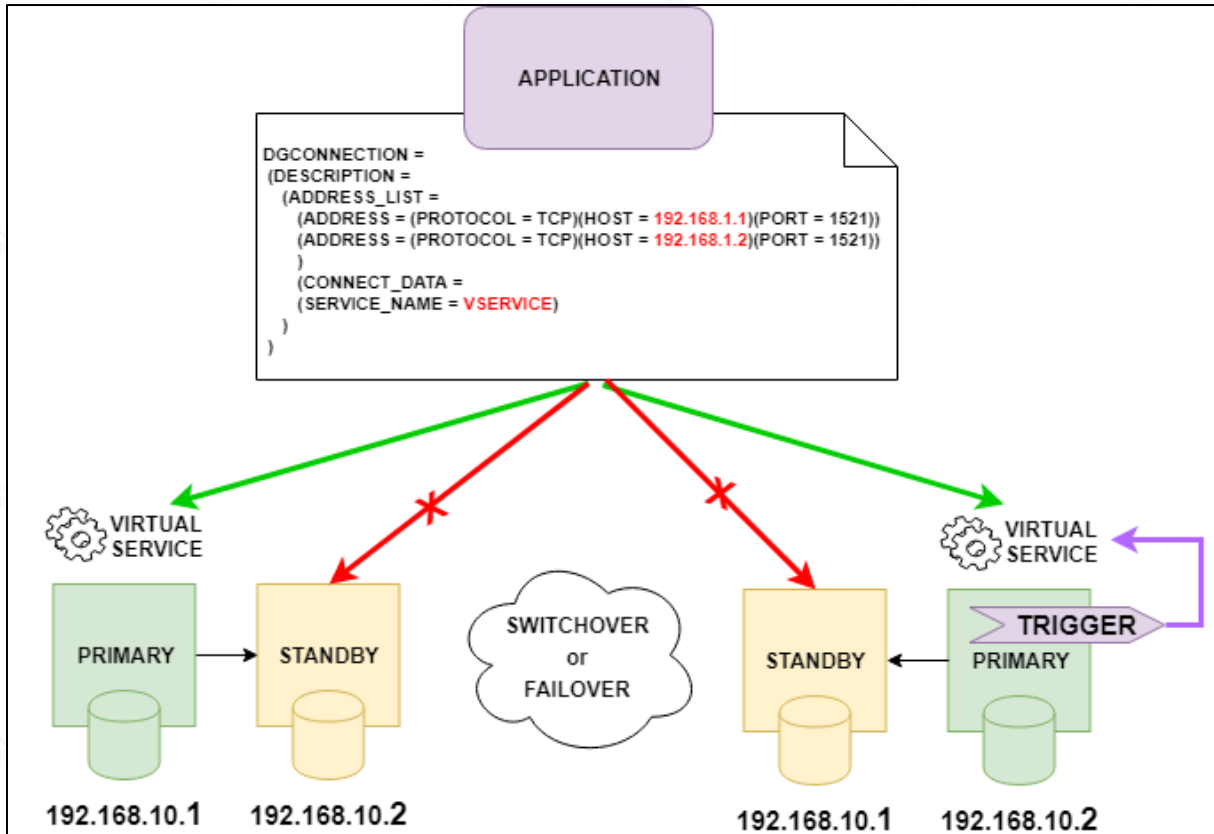 APPLICATION
DGCONNECTION =
(DESCRIPTION =
(ADDRESS_LIST =
(ADDRESS = (PROTOCOL = TCP)(HOST = 192.168.1.1)(PORT = 1521))
(ADDRESS = (PROTOCOL = TCP)(HOST = 192.168.1.2)(PORT = 1521))
)
(CONNECT_DATA =
(SERVICE_NAME = VSERVICE)
)
)
VIRTUAL
SERVICE
PRIMARY
STANDBY
192.168.10.1
192.168.10.2
SWITCHOVER
or
FAILOVER
VIRTUAL
SERVICE
TRIGGER
STANDBY
PRIMARY
192.168.10.1
192.168.10.2